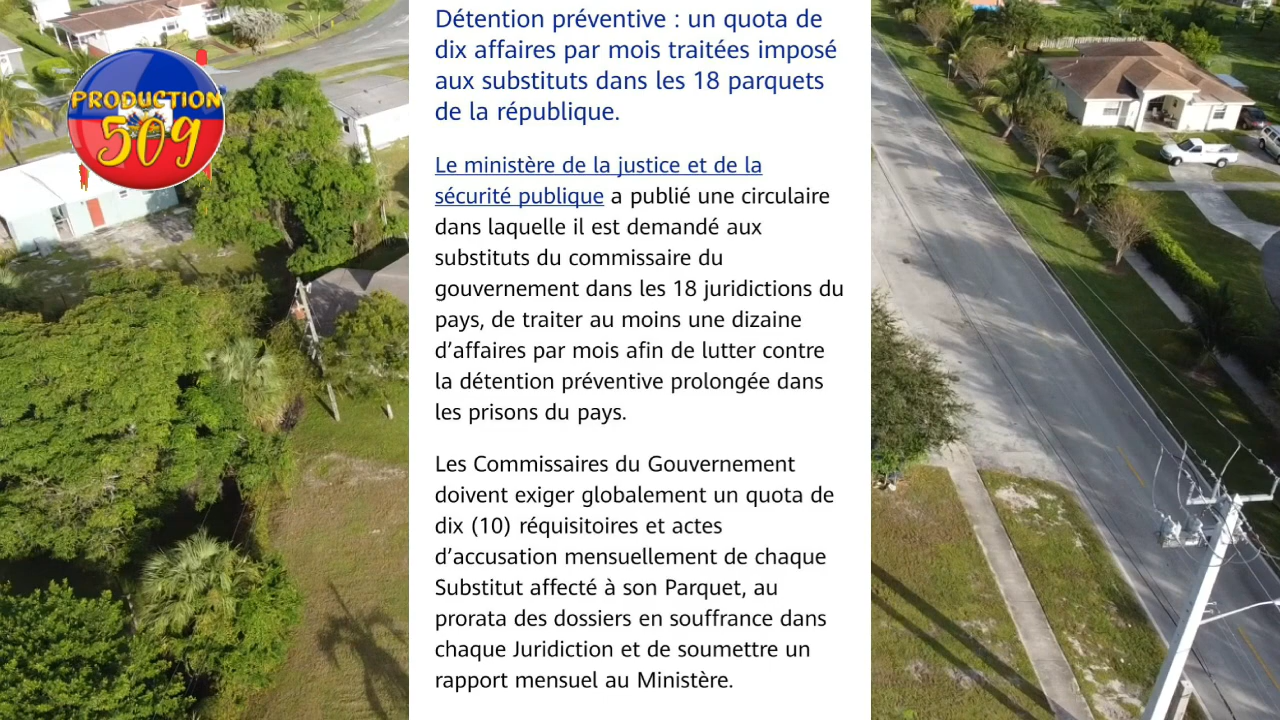 PRODUCTION
509
Détention préventive : un quota de
dix affaires par mois traitées imposé
aux substituts dans les 18 parquets
de la république.
Le ministère de la justice et de la
sécurité publique a publié une circulaire
dans laquelle il est demandé aux
substituts du commissaire du
gouvernement dans les 18 juridictions du
pays, de traiter au moins une dizaine
d’affaires par mois afin de lutter contre
la détention préventive prolongée dans
les prisons du pays.
Les Commissaires du Gouvernement
doivent exiger globalement un quota de
dix (10) réquisitoires et actes
d’accusation mensuellement de chaque
Substitut affecté à son Parquet, au
prorata des dossiers en souffrance dans
chaque Juridiction et de soumettre un
rapport mensuel au Ministère.